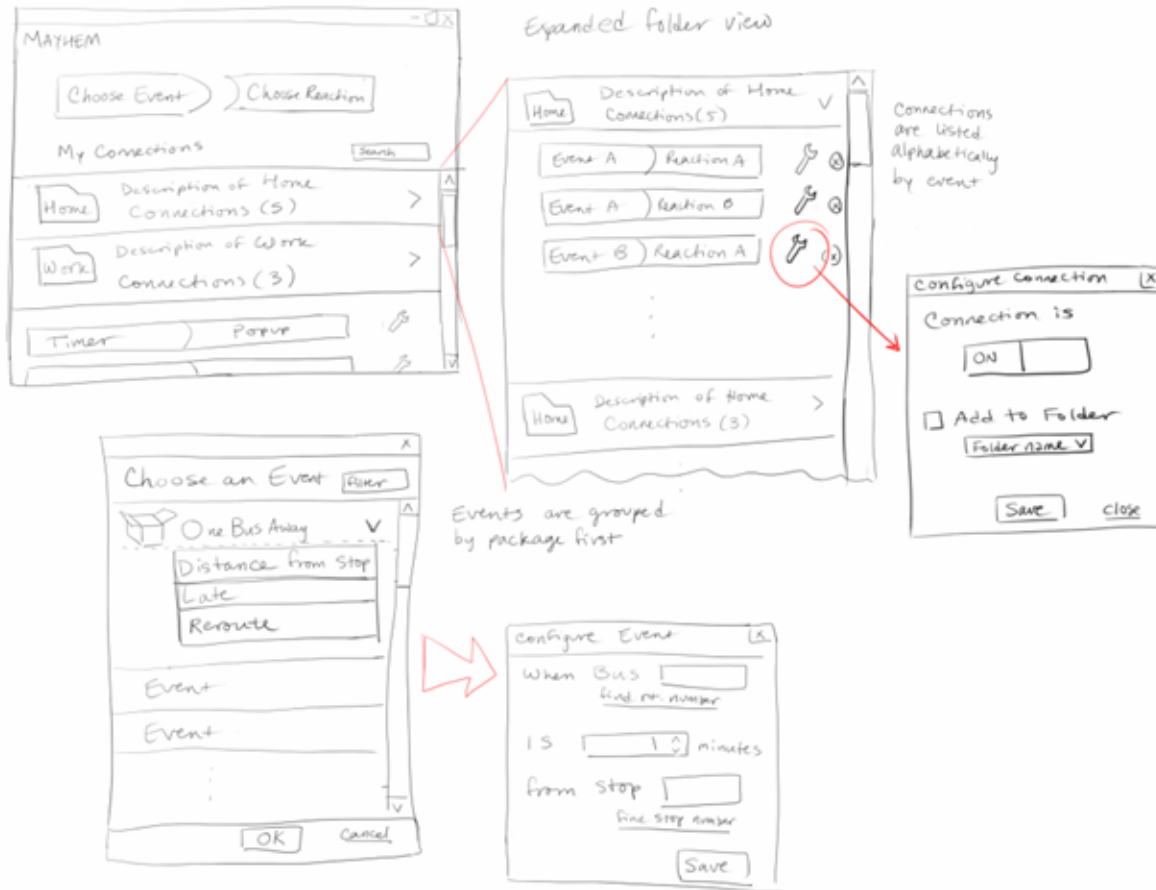 MAYHEM
- X
Choose Event
Choose Reaction
My Connections
Search
Home
Description of Home
Connections (5)
>
Work
Description of Work
Connections (3)
>
Timer
Popup
Expanded folder view
Home
Description of Home
Connections (5)
Event A
Reaction A
x
Event A
Reaction B
x
Event B
Reaction A
x
Home
Description of Home
Connections (3)
>
Connections
are listed
alphabetically
by event
Configure Connection
x
Connection is
ON
Add to Folder
Folder name
Save
close
x
Choose an Event
filter
One Bus Away
Distance from Stop
Late
Reroute
Event
Event
OK
Cancel
Events are grouped
by package first
Configure Event
x
When Bus
find rt. number
IS
1
minutes
from stop
find stop number
Save